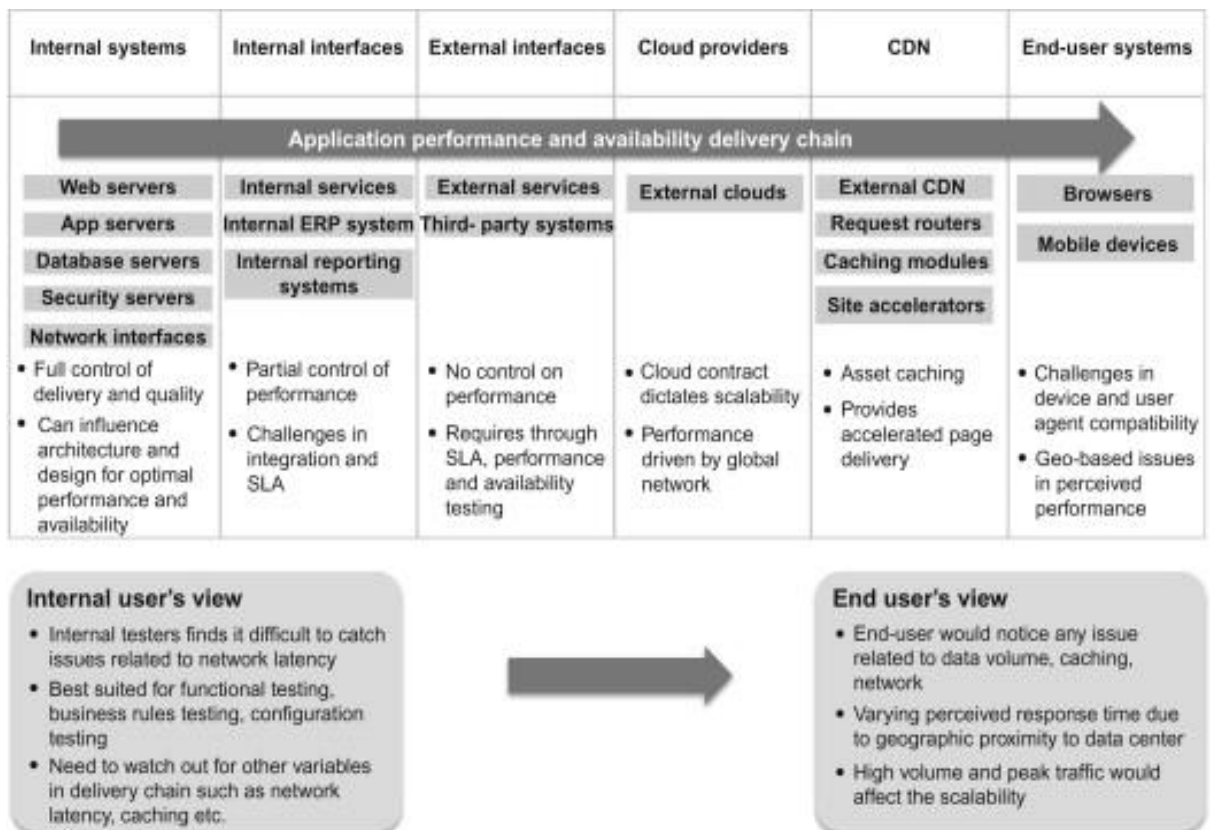 Internal systems
Internal interfaces
External interfaces
Cloud providers
CDN
End-user systems
Application performance and availability delivery chain
Web servers
App servers
Database servers
Security servers
Network interfaces
• Full control of
delivery and quality
• Can influence
architecture and
design for optimal
performance and
availability
Internal services
Internal ERP system
Internal reporting
systems
• Partial control of
performance
• Challenges in
integration and
SLA
External services
Third- party systems
• No control on
performance
• Requires through
SLA, performance
and availability
testing
External clouds
• Cloud contract
dictates scalability
• Performance
driven by global
network
External CDN
Request routers
Caching modules
Site accelerators
• Asset caching
• Provides
accelerated page
delivery
Browsers
Mobile devices
• Challenges in
device and user
agent compatibility
• Geo-based issues
in perceived
performance
Internal user's view
• Internal testers finds it difficult to catch
issues related to network latency
• Best suited for functional testing,
business rules testing, configuration
testing
• Need to watch out for other variables
in delivery chain such as network
latency, caching etc.
End user's view
• End-user would notice any issue
related to data volume, caching,
network
• Varying perceived response time due
to geographic proximity to data center
• High volume and peak traffic would
affect the scalability